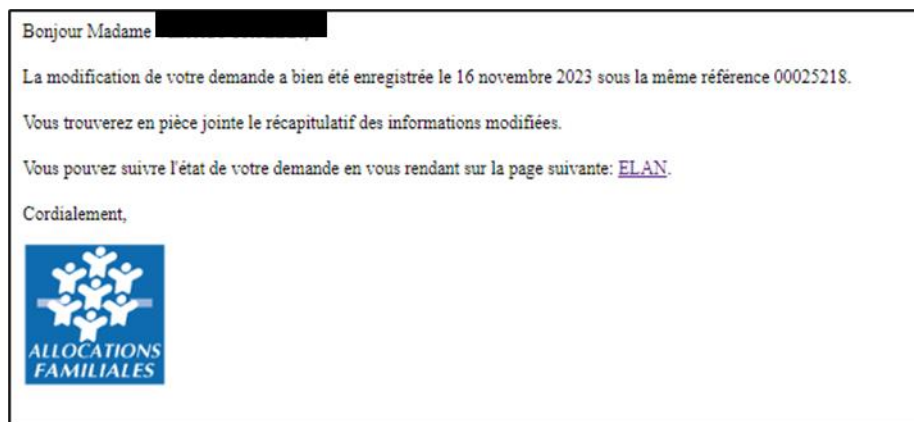 Bonjour Madame
La modification de votre demande a bien été enregistrée le 16 novembre 2023 sous la même référence 00025218.
Vous trouverez en pièce jointe le récapitulatif des informations modifiées.
Vous pouvez suivre l'état de votre demande en vous rendant sur la page suivante: ELAN.
Cordialement,
ALLOCATIONS
FAMILIALES